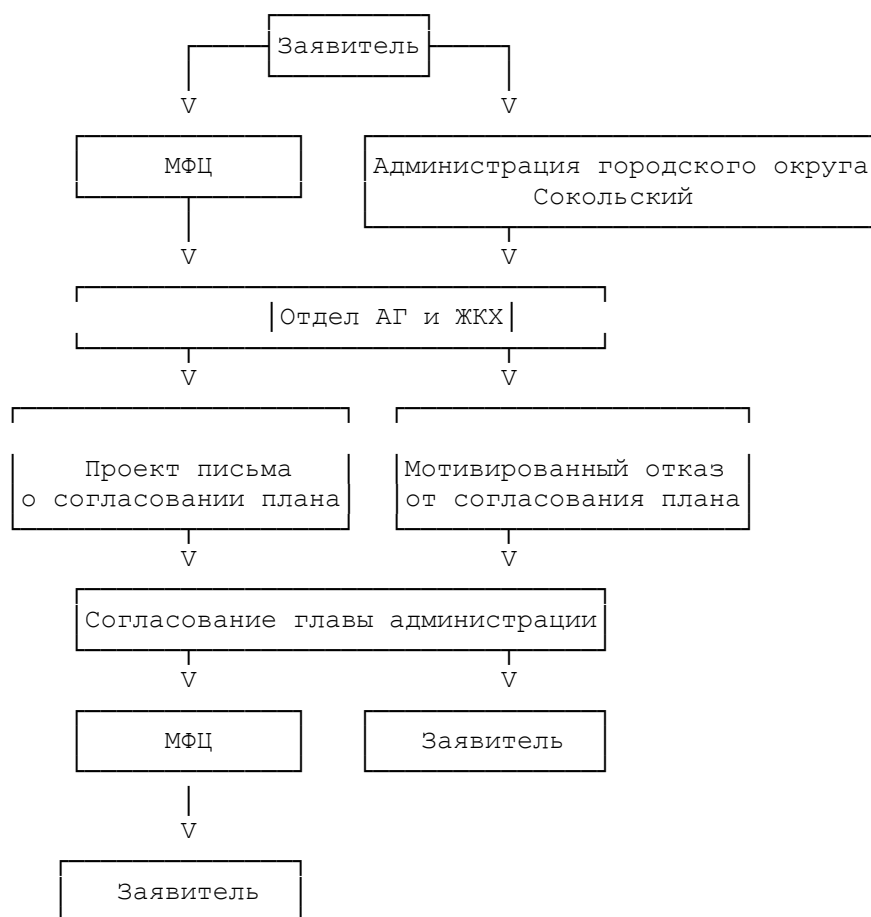 Заявитель
V V
МФЦ Администрация городского округа
Сокольский
V V
Отдел АГ и ЖКХ
V V
Проект письма Мотивированный отказ
о согласовании плана от согласования плана
V V
Согласование главы администрации
V V
МФЦ Заявитель
V
Заявитель